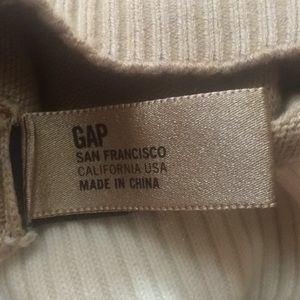 GAP
SAN FRANCISCO
CALIFORNIA USA
MADE IN CHINA